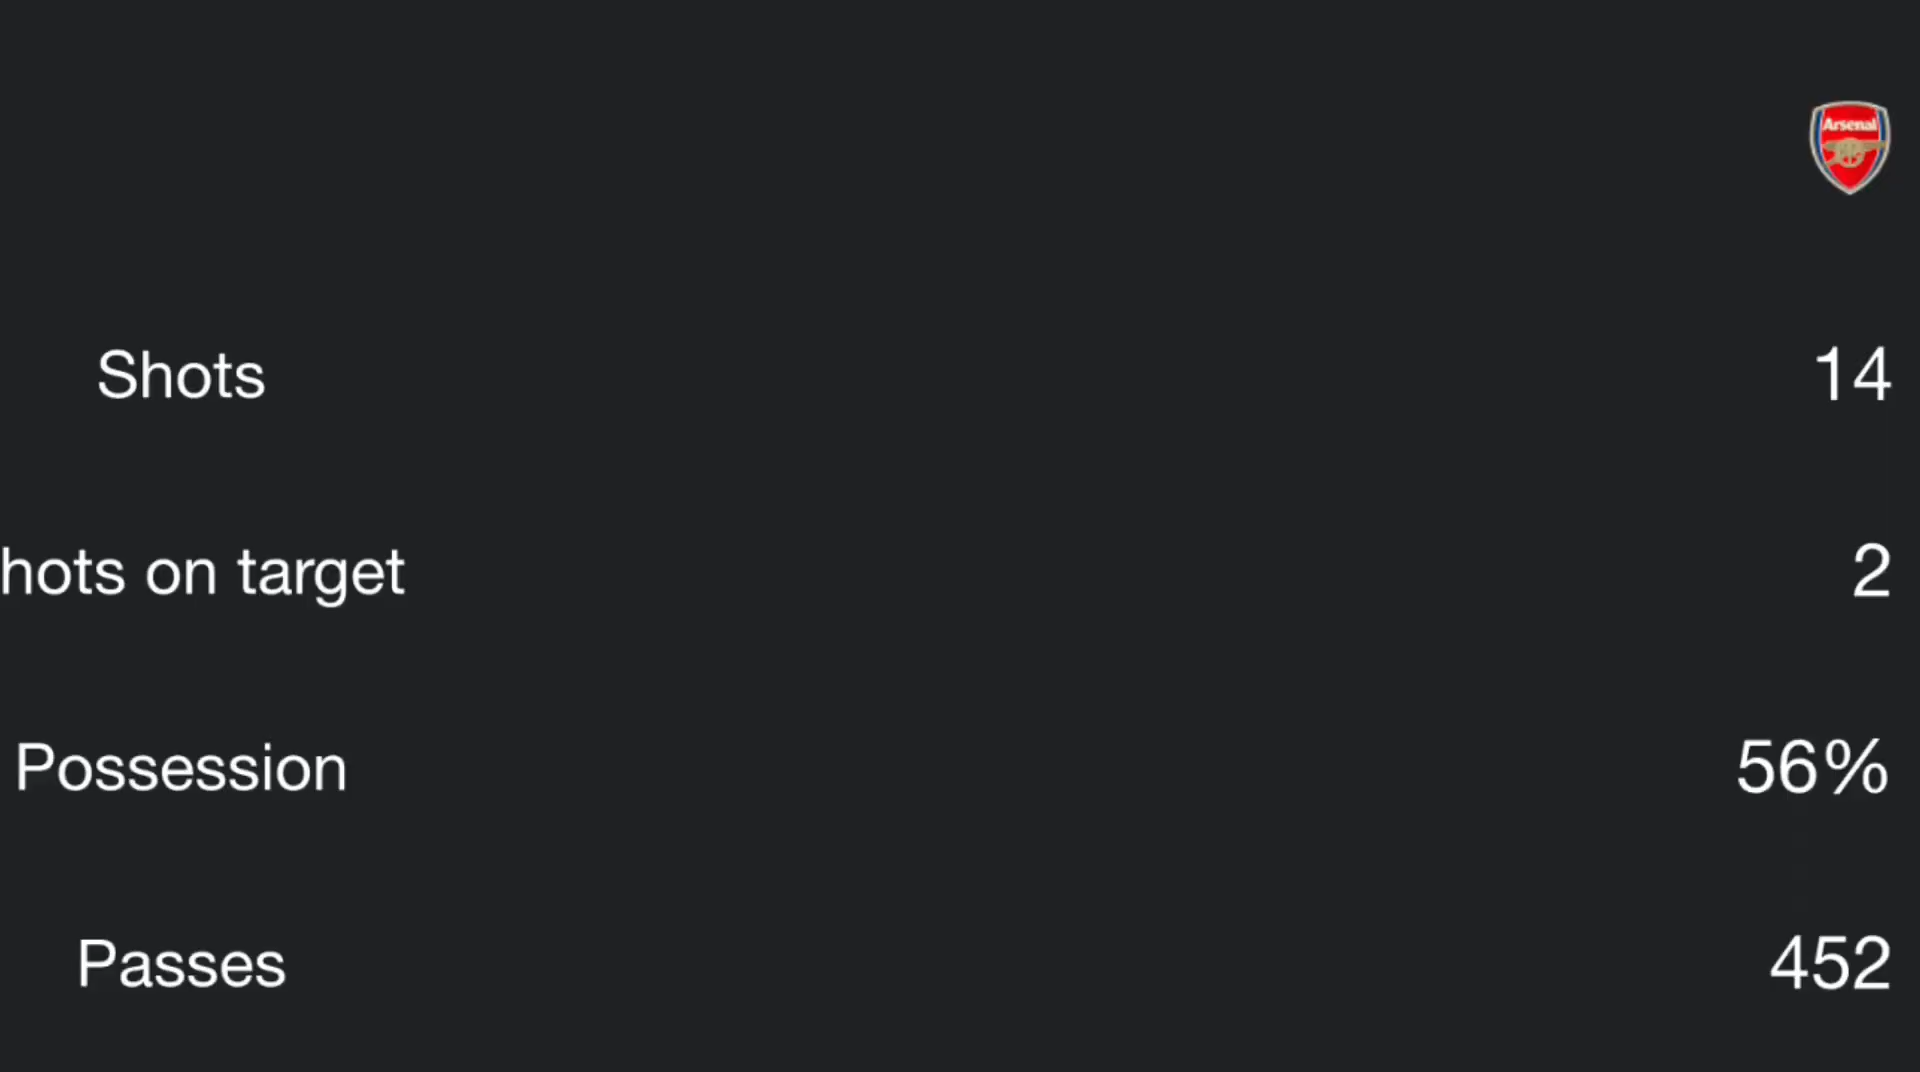 Arsenal
Shots 14
hots on target 2
Possession 56%
Passes 452